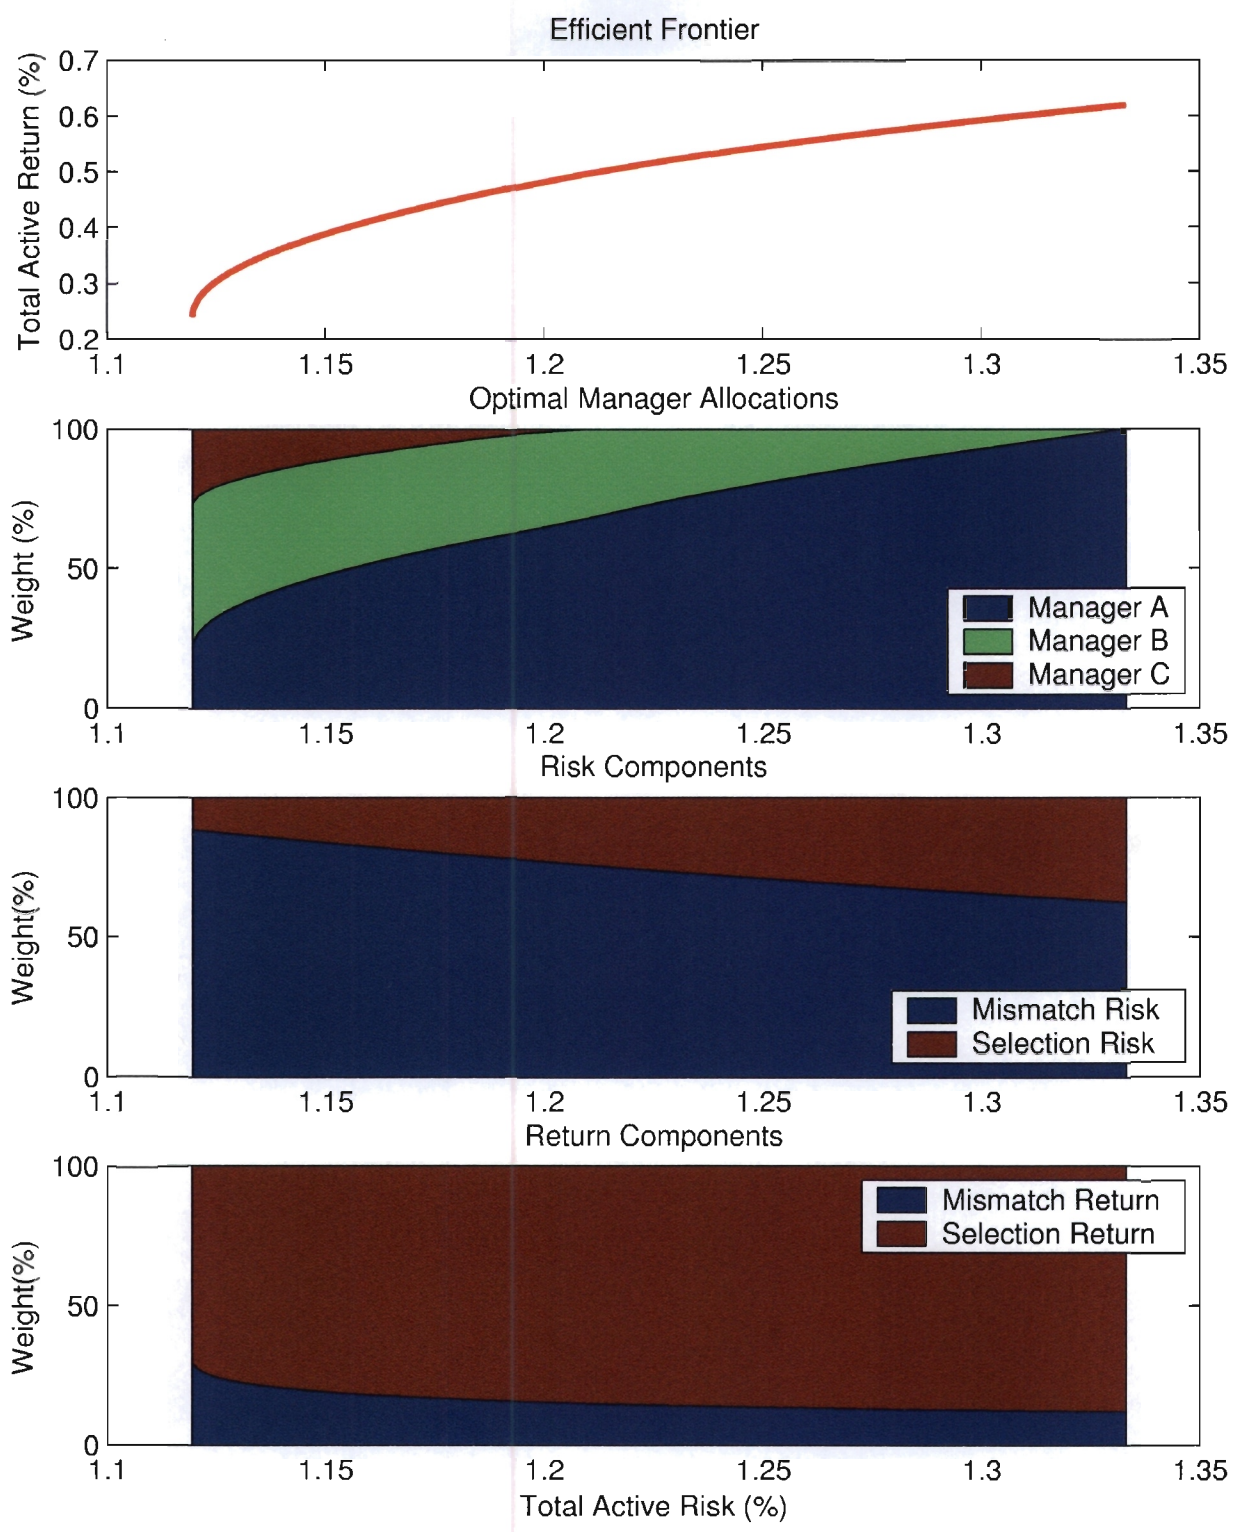 Efficient Frontier
Total Active Return (%)
0.7
0.6
0.5
0.4
0.3
0.2
1.1 1.15 1.2 1.25 1.3 1.35
Optimal Manager Allocations
Weight (%)
100
50
0
Manager A
Manager B
Manager C
1.1 1.15 1.2 1.25 1.3 1.35
Risk Components
Weight(%)
100
50
0
Mismatch Risk
Selection Risk
1.1 1.15 1.2 1.25 1.3 1.35
Return Components
Weight(%)
100
50
0
Mismatch Return
Selection Return
1.1 1.15 1.2 1.25 1.3 1.35
Total Active Risk (%)